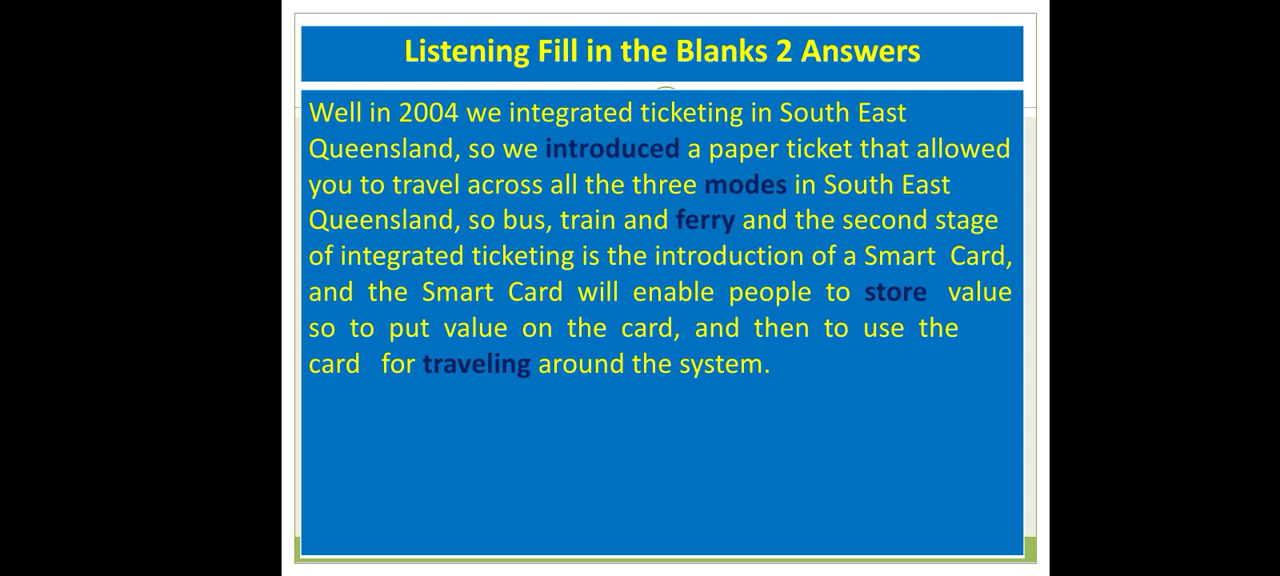 Listening Fill in the Blanks 2 Answers
Well in 2004 we integrated ticketing in South East
Queensland, so we introduced a paper ticket that allowed
you to travel across all the three modes in South East
Queensland, so bus, train and ferry and the second stage
of integrated ticketing is the introduction of a Smart Card,
and the Smart Card will enable people to store value
so to put value on the card, and then to use the
card for traveling around the system.